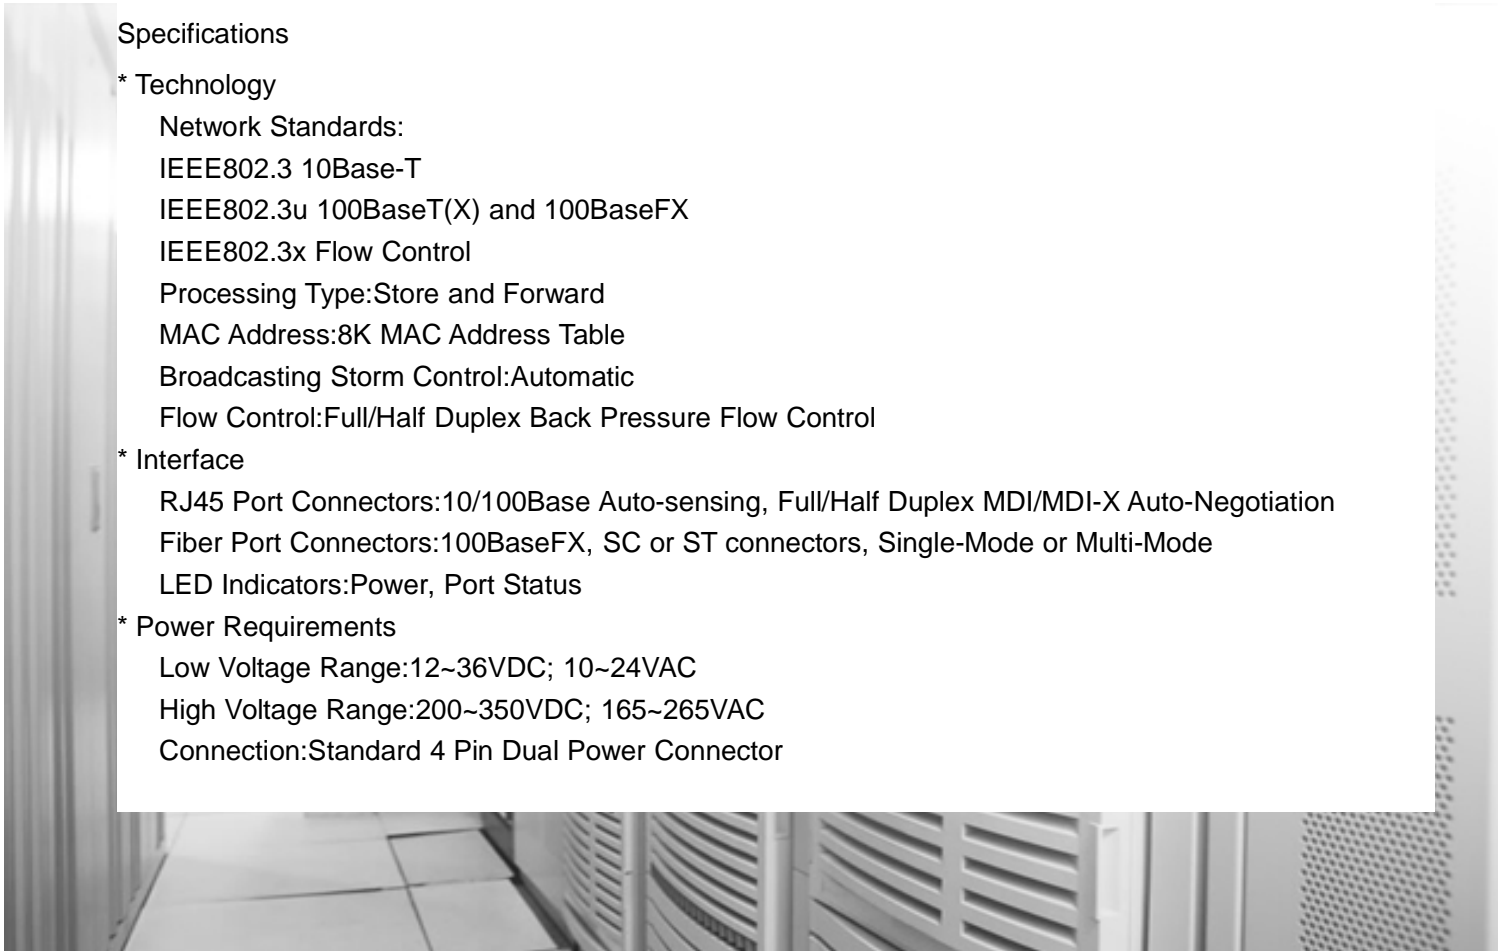 Specifications
* Technology
Network Standards:
IEEE802.3 10Base-T
IEEE802.3u 100BaseT(X) and 100BaseFX
IEEE802.3x Flow Control
Processing Type:Store and Forward
MAC Address:8K MAC Address Table
Broadcasting Storm Control:Automatic
Flow Control:Full/Half Duplex Back Pressure Flow Control
* Interface
RJ45 Port Connectors:10/100Base Auto-sensing, Full/Half Duplex MDI/MDI-X Auto-Negotiation
Fiber Port Connectors:100BaseFX, SC or ST connectors, Single-Mode or Multi-Mode
LED Indicators:Power, Port Status
* Power Requirements
Low Voltage Range:12~36VDC; 10~24VAC
High Voltage Range:200~350VDC; 165~265VAC
Connection:Standard 4 Pin Dual Power Connector